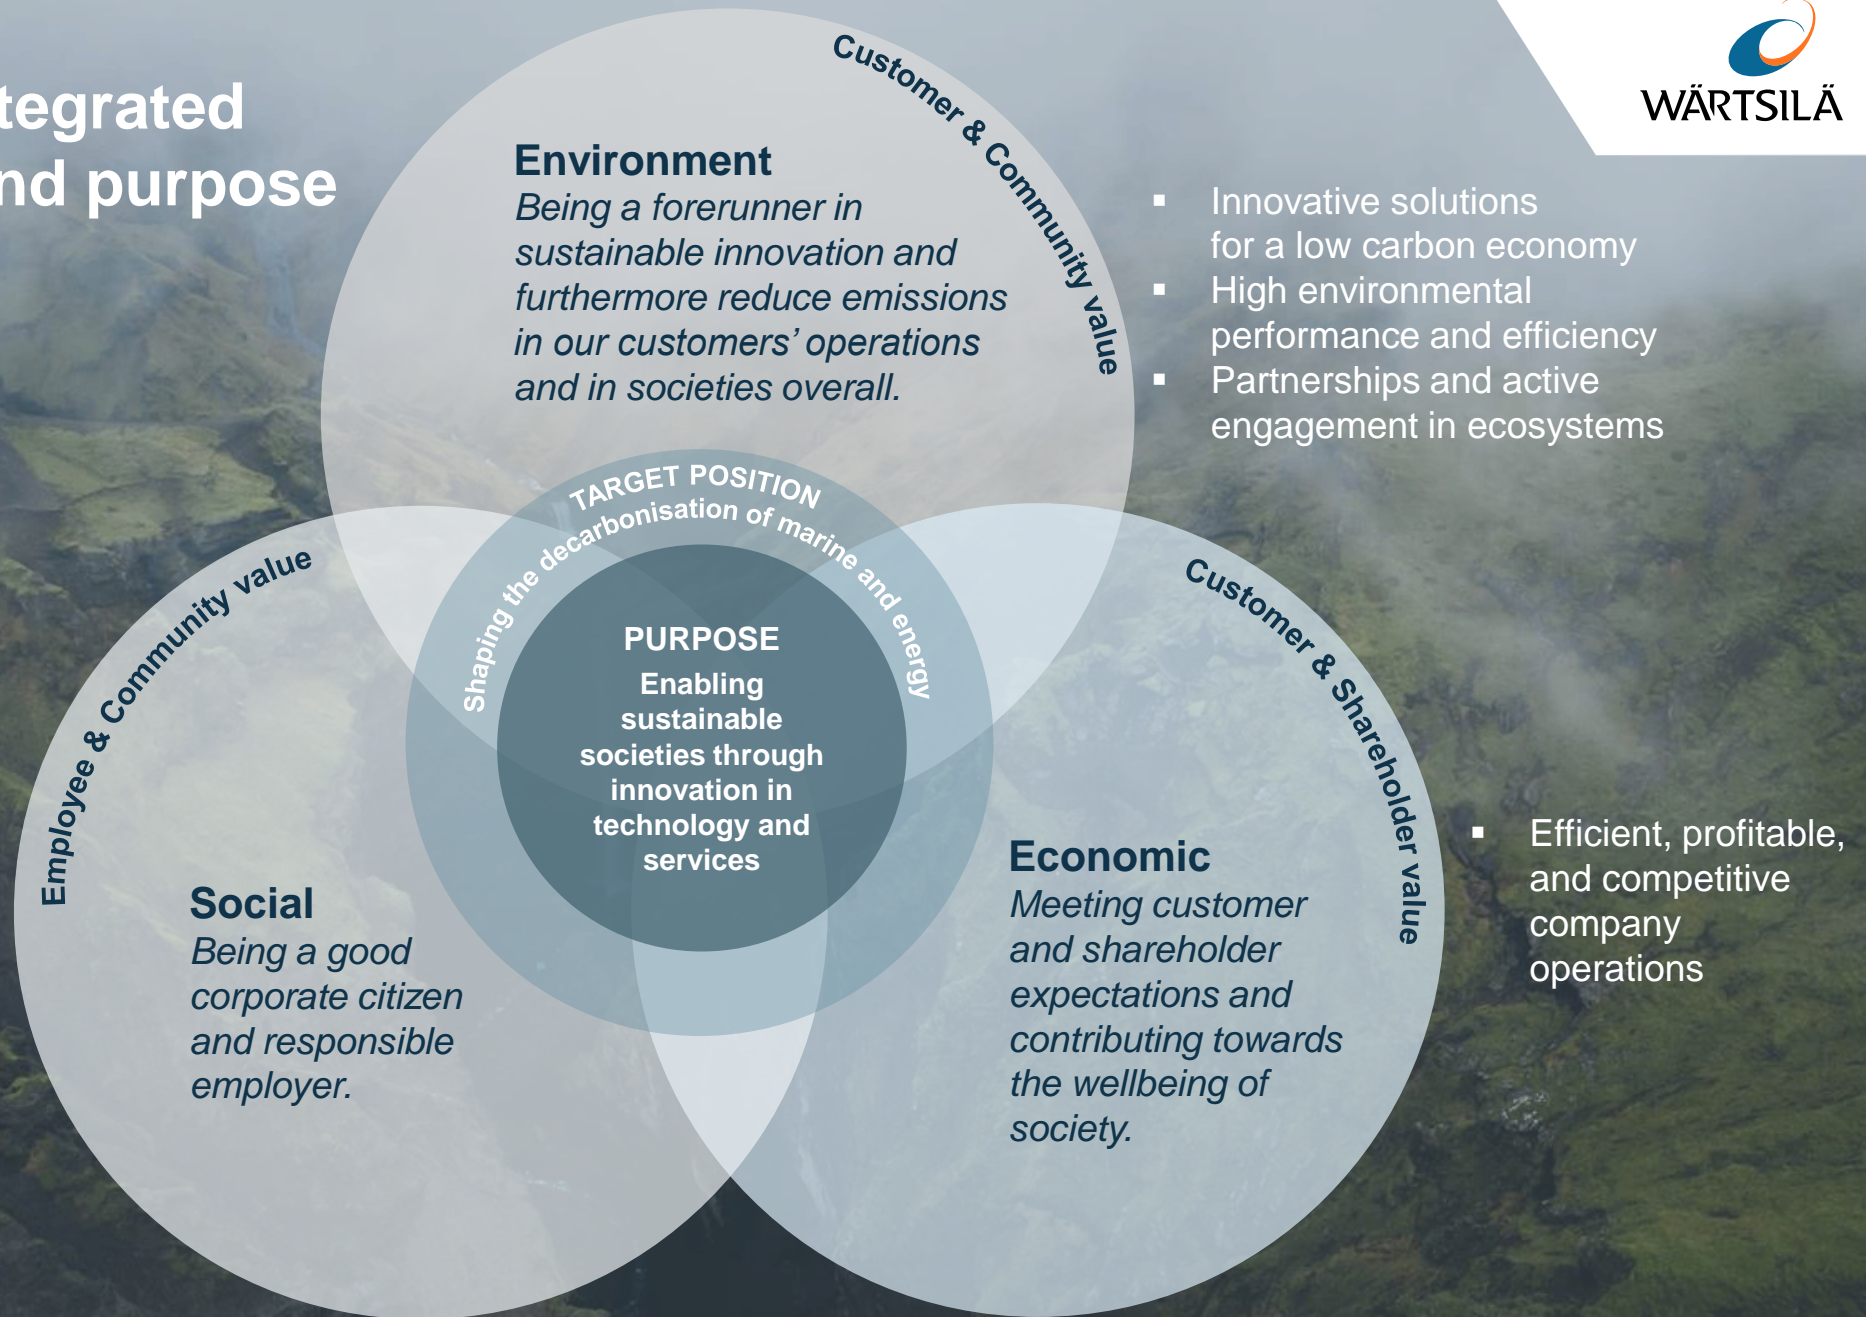 tegrated
nd purpose
WÄRTSILÄ
Customer & Community value
Environment
Being a forerunner in
sustainable innovation and
furthermore reduce emissions
in our customers’ operations
and in societies overall.
▪ Innovative solutions
for a low carbon economy
▪ High environmental
performance and efficiency
▪ Partnerships and active
engagement in ecosystems
TARGET POSITION
Shaping the decarbonisation of marine and energy
PURPOSE
Enabling
sustainable
societies through
innovation in
technology and
services
Employee & Community value
Social
Being a good
corporate citizen
and responsible
employer.
Customer & Shareholder value
Economic
Meeting customer
and shareholder
expectations and
contributing towards
the wellbeing of
society.
▪ Efficient, profitable,
and competitive
company
operations